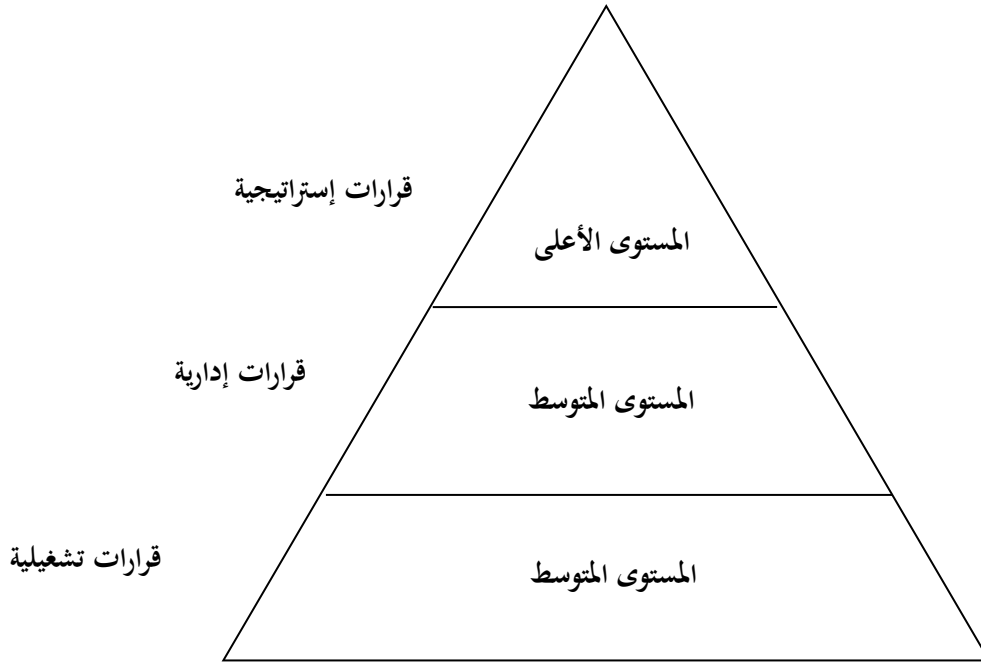 قرارات إستراتيجية
المستوى الأعلى
قرارات إدارية
المستوى المتوسط
قرارات تشغيلية
المستوى المتوسط